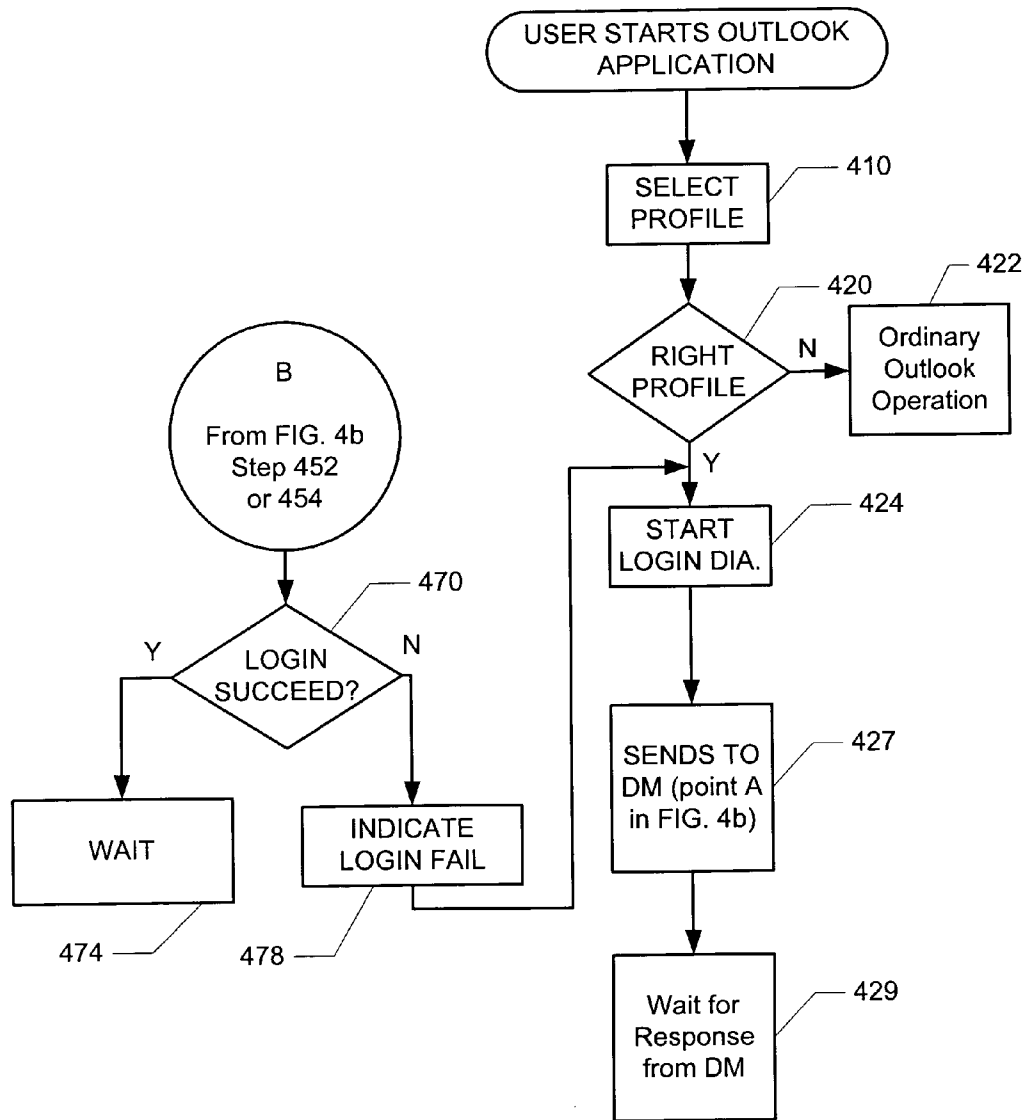 USER STARTS OUTLOOK
APPLICATION
410
SELECT
PROFILE
420
RIGHT
PROFILE
N
422
Ordinary
Outlook
Operation
Y
B
From FIG. 4b
Step 452
or 454
424
START
LOGIN DIA.
470
Y
N
LOGIN
SUCCEED?
427
SENDS TO
DM (point A
in FIG. 4b)
WAIT
474
INDICATE
LOGIN FAIL
478
429
Wait for
Response
from DM